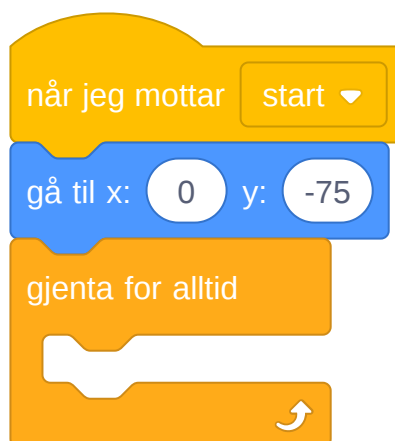 når jeg mottar start
gå til x: 0 y: -75
gjenta for alltid